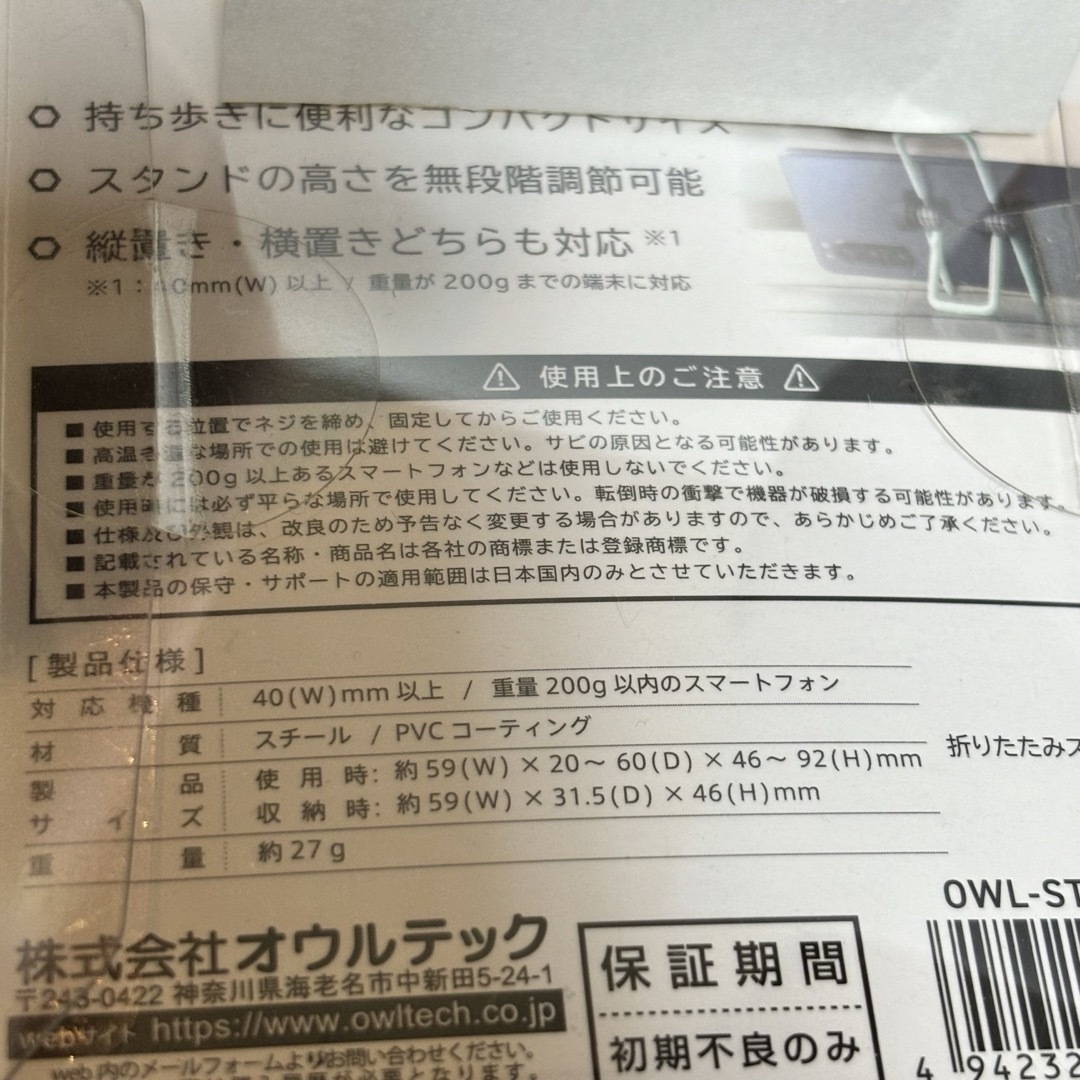 持ち歩きに便利なコンパクトサイズ
スタンドの高さを無段階調節可能
縦置き・横置きどちらも対応※1
※1：40mm(W) 以上 / 重量が 200g までの端末に対応
⚠ 使用上のご注意 ⚠
■ 使用する位置でネジを締め、固定してからご使用ください。
■ 高温多湿な場所での使用は避けてください。サビの原因となる可能性があります。
■ 重量が 200g 以上あるスマートフォンなどは使用しないでください。
■ 使用時には必ず平らな場所で使用してください。転倒時の衝撃で機器が破損する可能性があります。
■ 仕様及び外観は、改良のため予告なく変更する場合がありますので、あらかじめご了承ください。
■ 記載されている名称・商品名は各社の商標または登録商標です。
■ 本製品の保守・サポートの適用範囲は日本国内のみとさせていただきます。
[製品仕様]
対応機種 40(W)mm 以上 / 重量 200g 以内のスマートフォン
材質 スチール / PVC コーティング
製品サイズ 使用時: 約 59(W) × 20～ 60(D) × 46～ 92(H)mm
収納時: 約 59(W) × 31.5(D) × 46(H)mm
重量 約 27 g
折りたたみス
OWL-ST
株式会社オウルテック
〒243-0422 神奈川県海老名市中新田5-24-1
webサイト https://www.owltech.co.jp
web 内のメールフォームよりお問い合わせください。
保証期間
初期不良のみ
4 94232